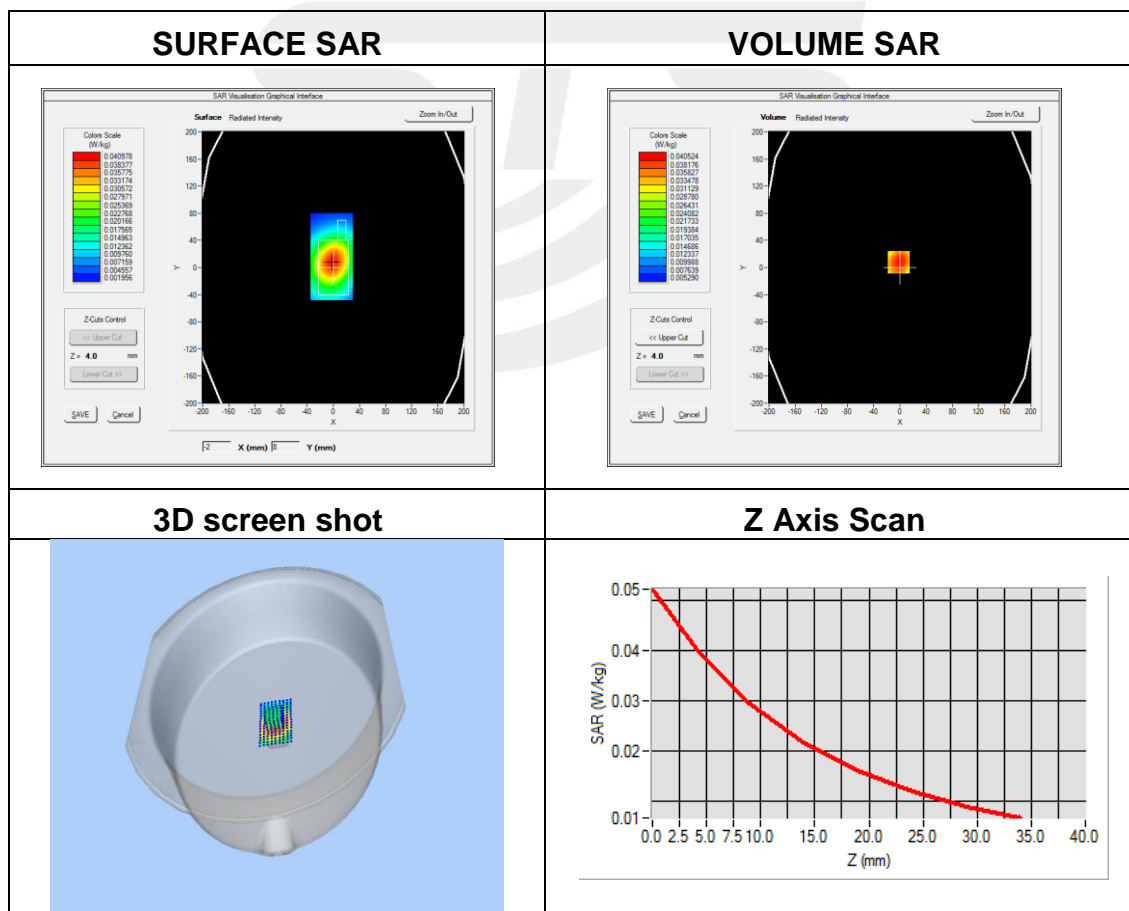 SURFACE SAR
VOLUME SAR
SAR Visualisation Graphical Interface
Surface Radiated Intensity
Zoom In/Out
Colors Scale
(W/kg)
0.040978
0.038377
0.035775
0.033174
0.030572
0.027971
0.025369
0.022768
0.020166
0.017565
0.014963
0.012362
0.009760
0.007159
0.004557
0.001956
Z-Cuts Control
<< Upper Cut
Z = 4.0 mm
Lower Cut >>
SAVE Cancel
200
160
120
80
40
0
-40
-80
-120
-160
-200
Y
-200 -160 -120 -80 -40 0 40 80 120 160 200
X
-2 X (mm) 8 Y (mm)
SAR Visualisation Graphical Interface
Volume Radiated Intensity
Zoom In/Out
Colors Scale
(W/kg)
0.040524
0.038176
0.035827
0.033478
0.031129
0.028780
0.026431
0.024082
0.021733
0.019384
0.017035
0.014686
0.012337
0.009988
0.007639
0.005290
Z-Cuts Control
<< Upper Cut
Z = 4.0 mm
Lower Cut >>
SAVE Cancel
200
160
120
80
40
0
-40
-80
-120
-160
-200
Y
-200 -160 -120 -80 -40 0 40 80 120 160 200
X
3D screen shot
Z Axis Scan
0.05
0.04
0.03
0.02
0.01
SAR (W/kg)
0.0 2.5 5.0 7.5 10.0 15.0 20.0 25.0 30.0 35.0 40.0
Z (mm)